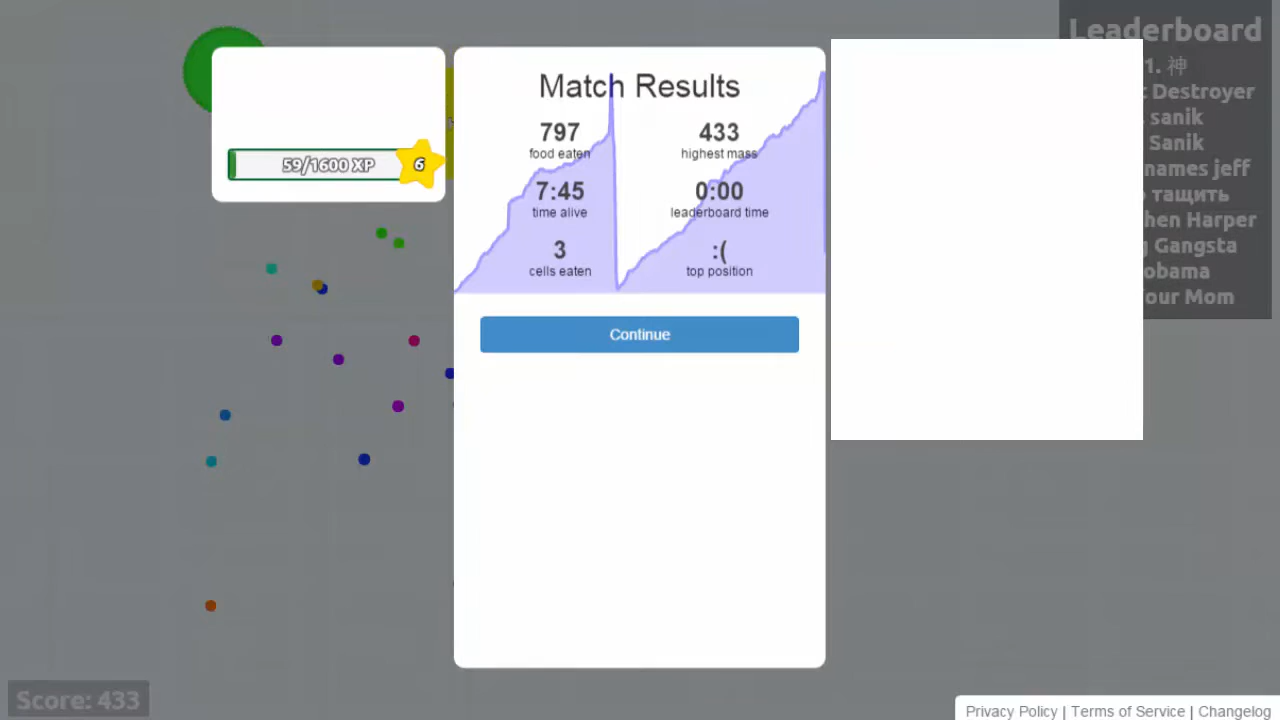 59/1600 XP
6
Match Results
797
food eaten
433
highest mass
7:45
time alive
0:00
leaderboard time
3
cells eaten
:(
top position
Continue
Leaderboard
1. 神
Destroyer
sanik
Sanik
names jeff
тащить
Harper
Gangsta
obama
Mom
Score: 433
Privacy Policy | Terms of Service | Changelog